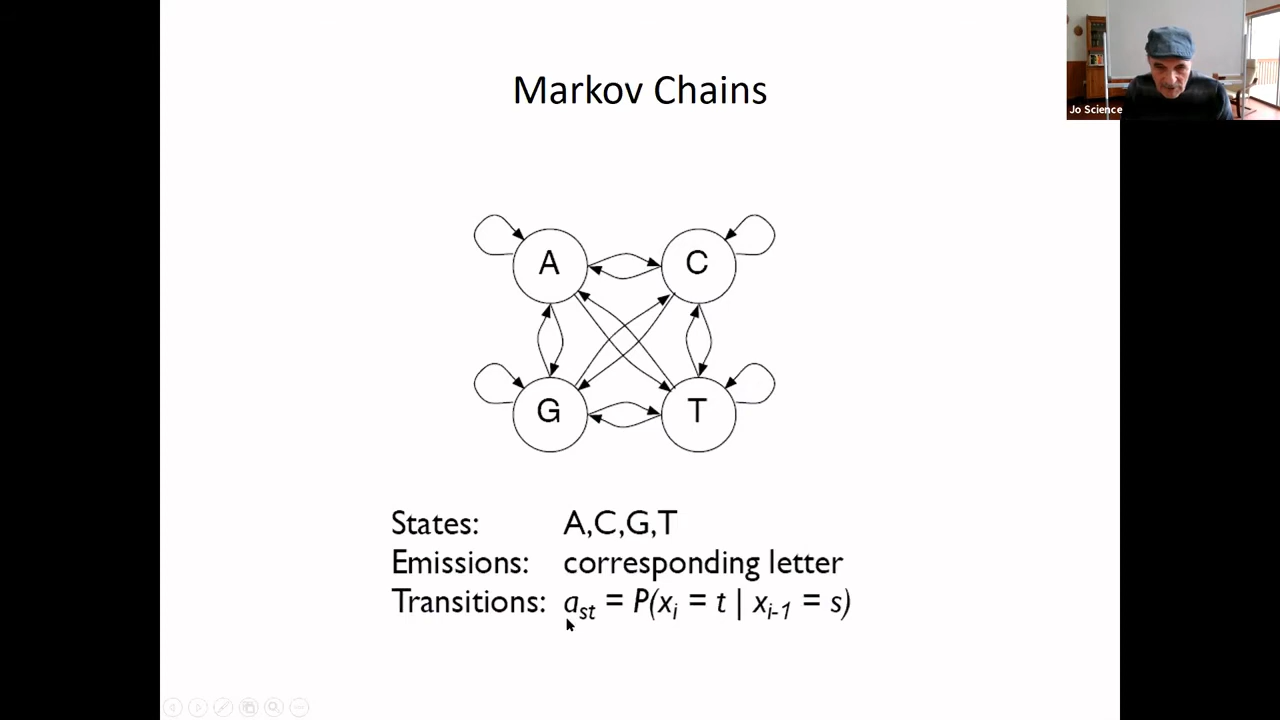 Markov Chains
Jo Science
A C
G T
States: A,C,G,T
Emissions: corresponding letter
Transitions: a_st = P(x_i = t | x_i-1 = s)